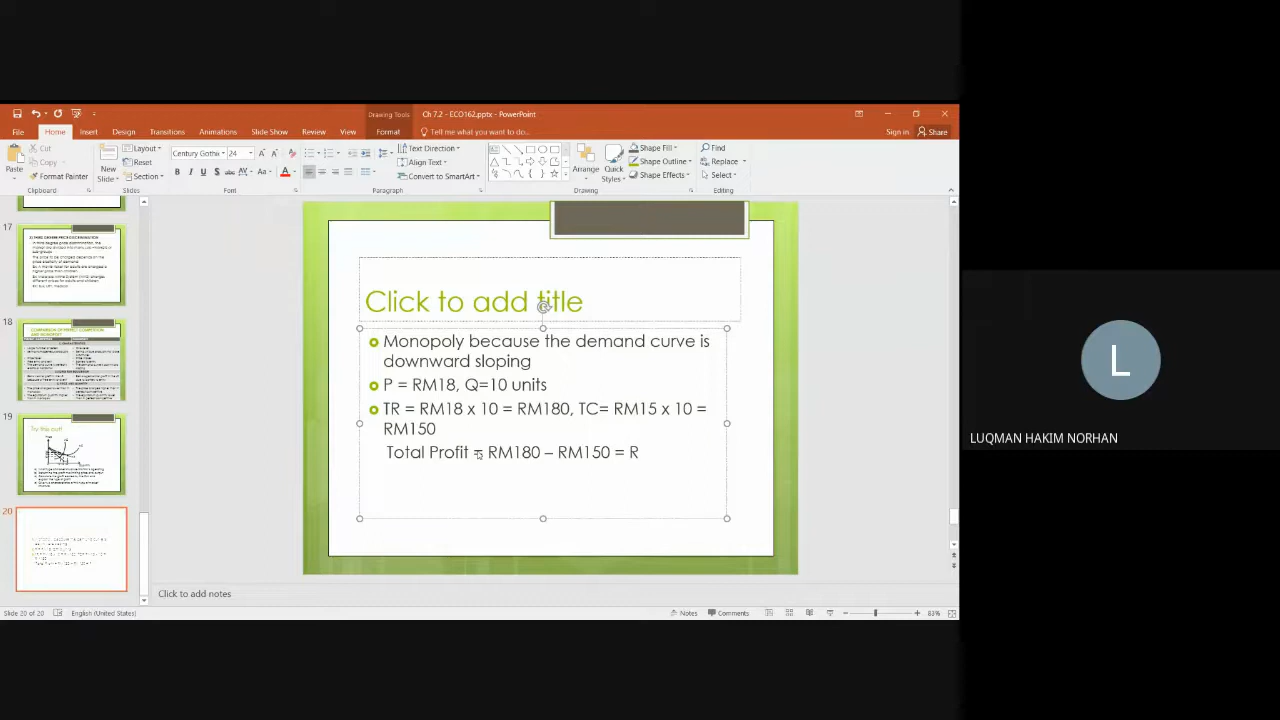 Drawing Tools
Ch 7.2 - ECO162.pptx - PowerPoint
File Home Insert Design Transitions Animations Slide Show Review View Format Tell me what you want to do... Sign in Share
Paste
Cut
Copy
Format Painter
Clipboard
New Slide
Layout
Reset
Section
Slides
Century Gothic 24
B I U S abc AV Aa A
Font
Text Direction
Align Text
Convert to SmartArt
Paragraph
Arrange
Quick Styles
Shape Fill
Shape Outline
Shape Effects
Drawing
Find
Replace
Select
Editing
17
18
19
Try this out!
20
Click to add title
Monopoly because the demand curve is
downward sloping
P = RM18, Q=10 units
TR = RM18 x 10 = RM180, TC= RM15 x 10 =
RM150
Total Profit = RM180 – RM150 = R
Click to add notes
Slide 20 of 20 English (United States) Notes Comments 83%
L
LUQMAN HAKIM NORHAN